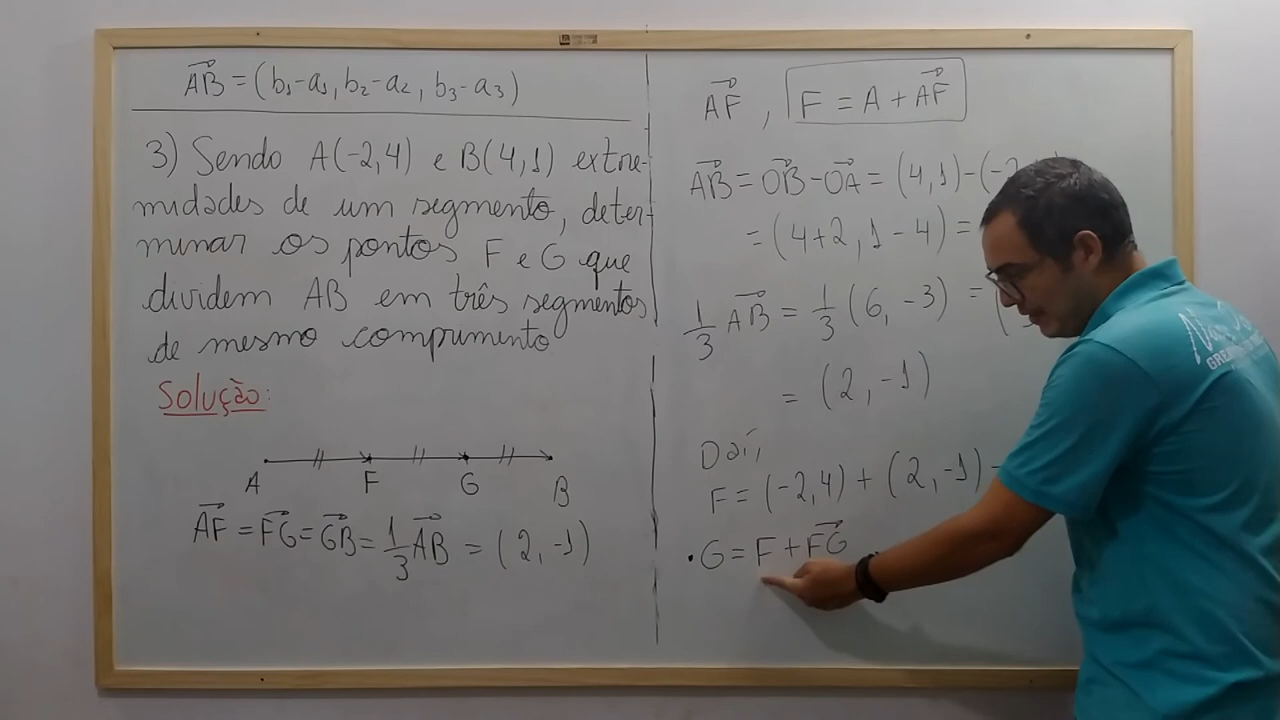 AB = (b1-a1, b2-a2, b3-a3)
3) Sendo A(-2,4) e B(4,1) extre-
midades de um segmento, deter-
minar os pontos F e G que
dividem AB em três segmentos
de mesmo comprimento
Solução:
A F G B
AF = FG = GB = 1/3 AB = (2, -1)
AF, F = A + AF
AB = OB - OA = (4,1)-(-2
= (4+2, 1-4) =
1/3 AB = 1/3 (6, -3) = (
= (2, -1)
Daí,
F = (-2,4) + (2,-1)
• G = F + FG